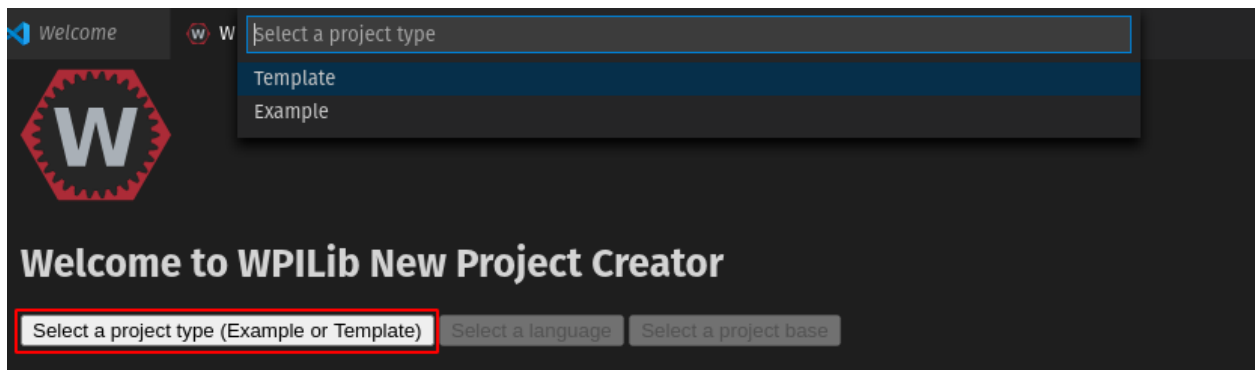 Welcome
W
Select a project type
Template
Example
W
Welcome to WPILib New Project Creator
Select a project type (Example or Template) Select a language Select a project base